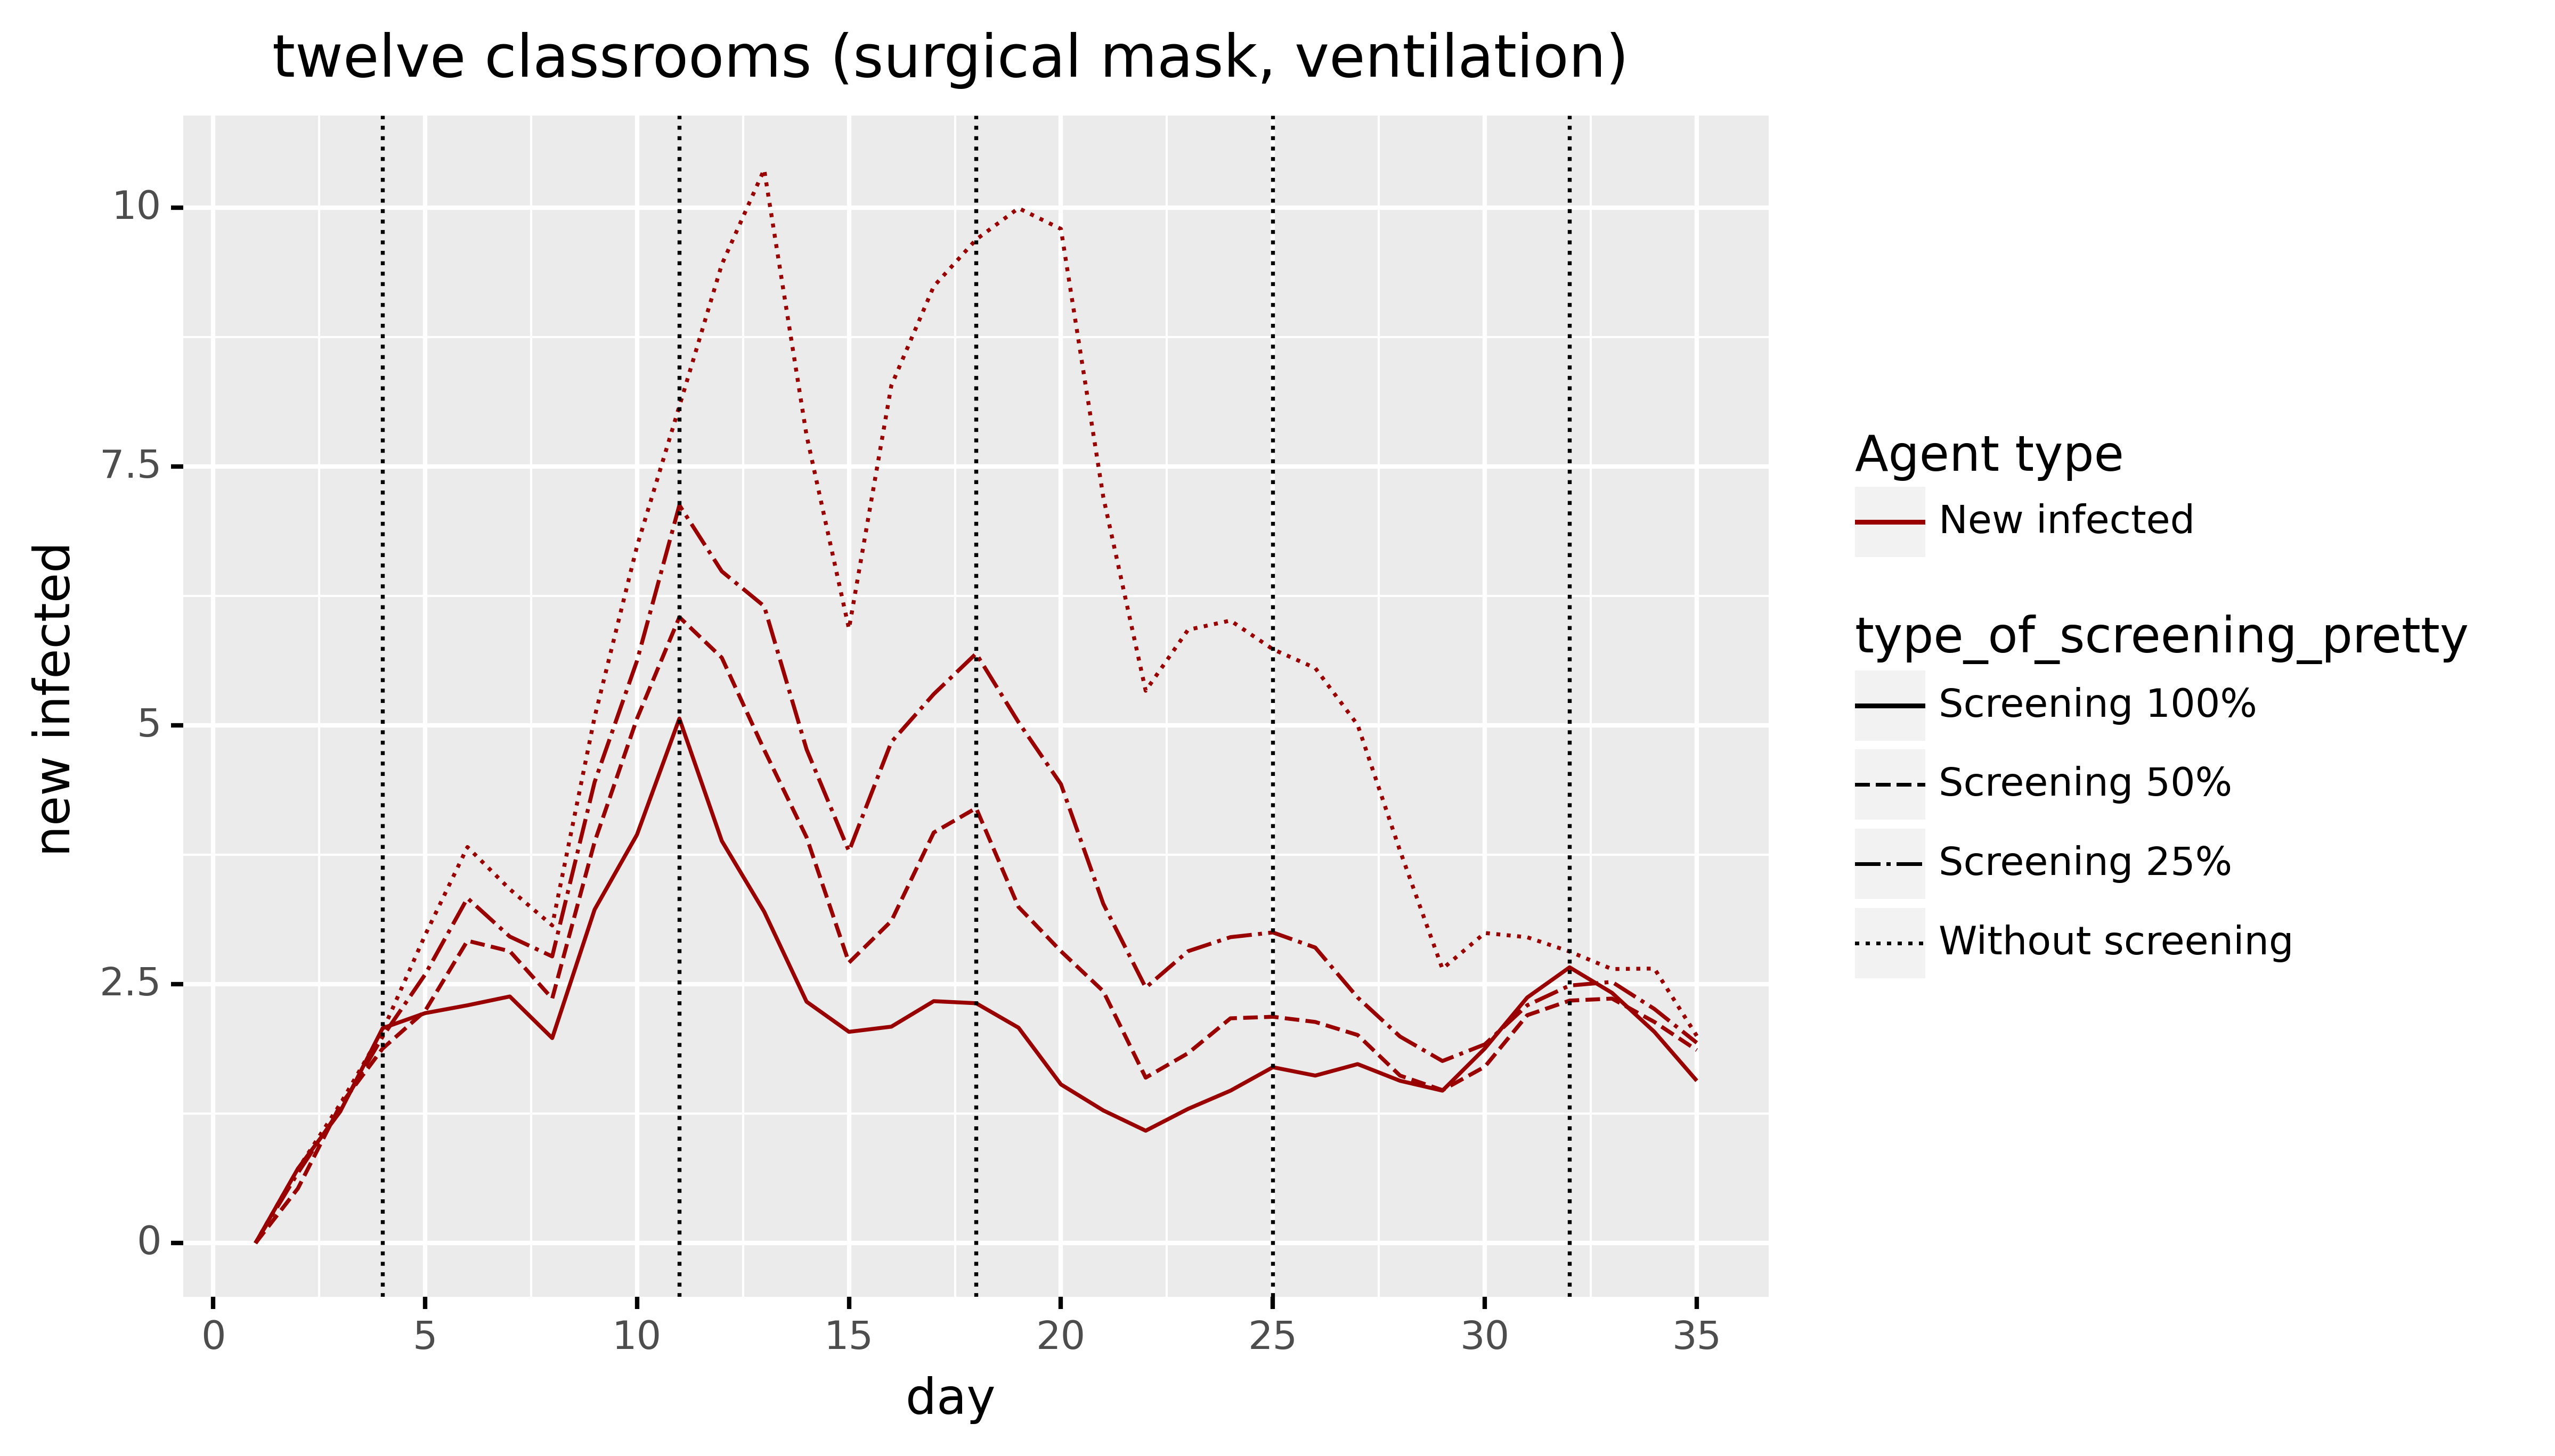 twelve classrooms (surgical mask, ventilation)
10
7.5
5
2.5
0
new infected
0 5 10 15 20 25 30 35
day
Agent type
New infected
type_of_screening_pretty
Screening 100%
Screening 50%
Screening 25%
Without screening